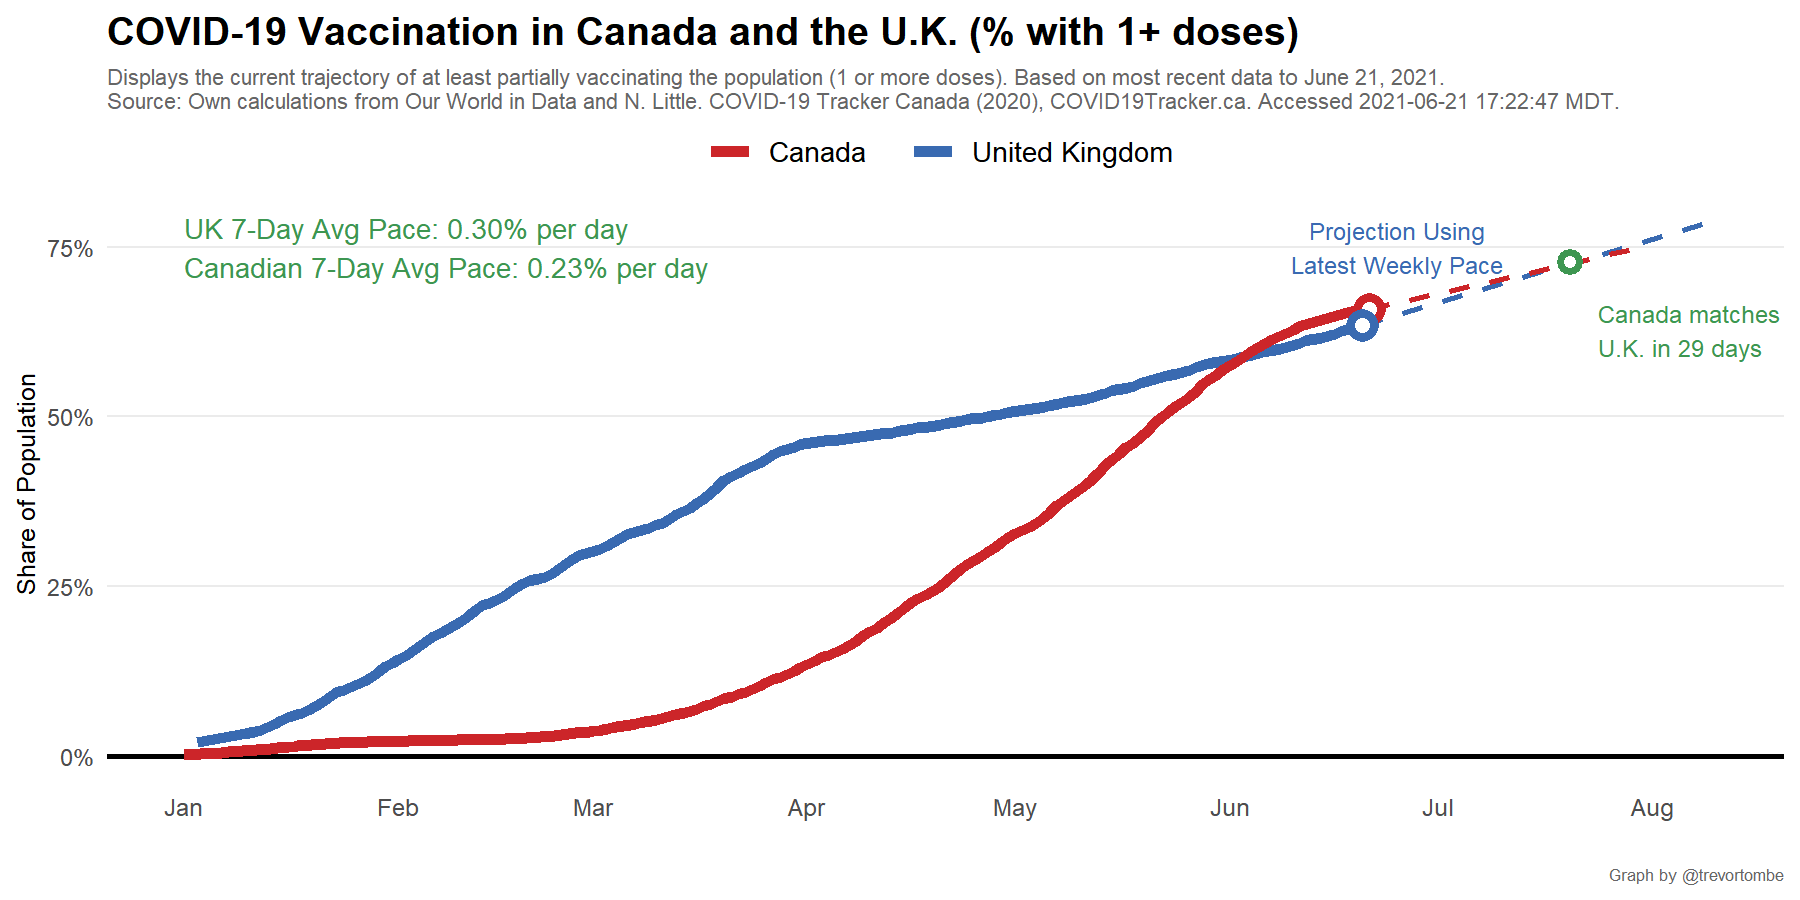 COVID-19 Vaccination in Canada and the U.K. (% with 1+ doses)
Displays the current trajectory of at least partially vaccinating the population (1 or more doses). Based on most recent data to June 21, 2021.
Source: Own calculations from Our World in Data and N. Little. COVID-19 Tracker Canada (2020), COVID19Tracker.ca. Accessed 2021-06-21 17:22:47 MDT.
Canada
United Kingdom
UK 7-Day Avg Pace: 0.30% per day
Canadian 7-Day Avg Pace: 0.23% per day
Projection Using
Latest Weekly Pace
Canada matches
U.K. in 29 days
Share of Population
75%
50%
25%
0%
Jan
Feb
Mar
Apr
May
Jun
Jul
Aug
Graph by @trevortombe